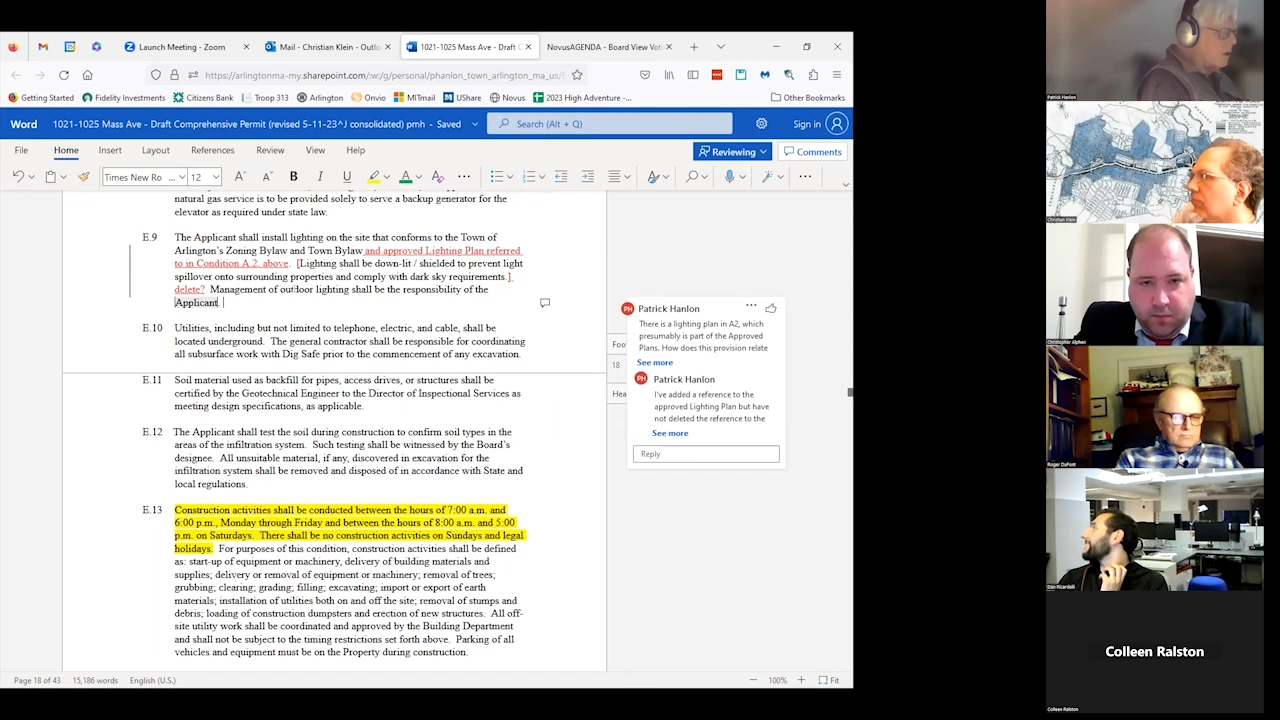 Launch Meeting - Zoom
Mail - Christian Klein - Outlo
1021-1025 Mass Ave - Draft C
NovusAGENDA - Board View Vot
https://arlingtonma-my.sharepoint.com/:w:/g/personal/phanlon_town_arlington_ma_us/
Getting Started
Fidelity Investments
Citizens Bank
Troop 313
Arlington
Onvio
MITmail
UShare
Novus
2023 High Adventure -...
Other Bookmarks
Word
1021-1025 Mass Ave - Draft Comprehensive Permit (revised 5-11-23^J consolidated) pmh - Saved
Search (Alt + Q)
Sign in
File Home Insert Layout References Review View Help
Reviewing
Comments
Times New Ro ... 12
natural gas service is to be provided solely to serve a backup generator for the
elevator as required under state law.
E.9 The Applicant shall install lighting on the site that conforms to the Town of
Arlington's Zoning Bylaw and Town Bylaw and approved Lighting Plan referred
to in Condition A.2, above. [Lighting shall be down-lit / shielded to prevent light
spillover onto surrounding properties and comply with dark sky requirements.]
delete? Management of outdoor lighting shall be the responsibility of the
Applicant.
E.10 Utilities, including but not limited to telephone, electric, and cable, shall be
located underground. The general contractor shall be responsible for coordinating
all subsurface work with Dig Safe prior to the commencement of any excavation.
E.11 Soil material used as backfill for pipes, access drives, or structures shall be
certified by the Geotechnical Engineer to the Director of Inspectional Services as
meeting design specifications, as applicable.
E.12 The Applicant shall test the soil during construction to confirm soil types in the
areas of the infiltration system. Such testing shall be witnessed by the Board's
designee. All unsuitable material, if any, discovered in excavation for the
infiltration system shall be removed and disposed of in accordance with State and
local regulations.
E.13 Construction activities shall be conducted between the hours of 7:00 a.m. and
6:00 p.m., Monday through Friday and between the hours of 8:00 a.m. and 5:00
p.m. on Saturdays. There shall be no construction activities on Sundays and legal
holidays. For purposes of this condition, construction activities shall be defined
as: start-up of equipment or machinery, delivery of building materials and
supplies; delivery or removal of equipment or machinery; removal of trees;
grubbing; clearing; grading; filling; excavating; import or export of earth
materials; installation of utilities both on and off the site; removal of stumps and
debris; loading of construction dumpsters and erection of new structures. All off-
site utility work shall be coordinated and approved by the Building Department
and shall not be subject to the timing restrictions set forth above. Parking of all
vehicles and equipment must be on the Property during construction.
Foo
18
Hea
PH Patrick Hanlon
There is a lighting plan in A2, which
presumably is part of the Approved
Plans. How does this provision relate
See more
PH Patrick Hanlon
I've added a reference to the
approved Lighting Plan but have
not deleted the reference to the
See more
Reply
Page 18 of 43
15,186 words
English (U.S.)
100%
Fit
Patrick Hanlon
Christian Klein
Christopher Alphen
Roger DuPont
Dan Ricardelli
Colleen Ralston
Colleen Ralston